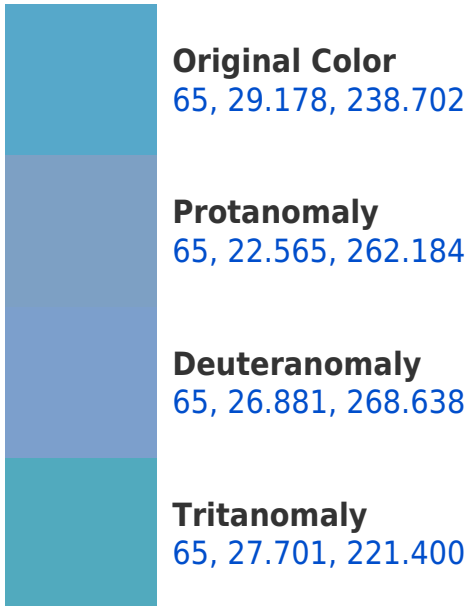 Original Color
65, 29.178, 238.702
Protanomaly
65, 22.565, 262.184
Deuteranomaly
65, 26.881, 268.638
Tritanomaly
65, 27.701, 221.400